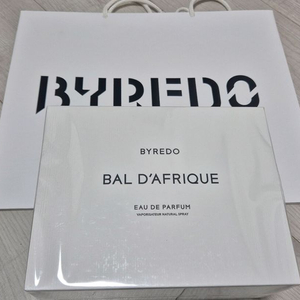 BYREDO
BYREDO
BAL D'AFRIQUE
EAU DE PARFUM
VAPORISATEUR NATURAL SPRAY